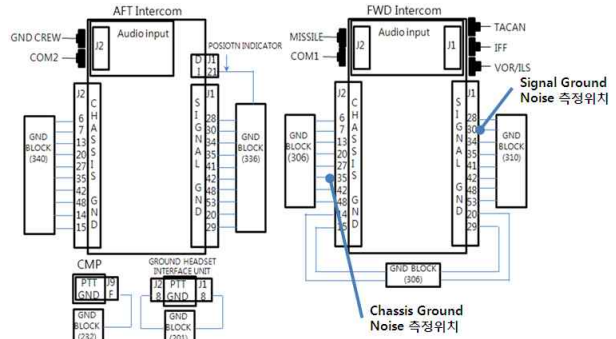 AFT Intercom
GND CREW
COM2
J2
Audio input
POSIOTN INDICATOR
D
I
J1
21
J2
J1
CHASSIS GND
SIGNAL GND
6
7
13
20
27
35
42
48
14
15
28
30
34
35
41
42
48
53
20
29
GND
BLOCK
(340)
GND
BLOCK
(336)
CMP
PTT
GND
J9
F
GND
BLOCK
(232)
GROUND HEADSET
INTERFACE UNIT
J2
8
PTT
GND
J1
8
GND
BLOCK
(201)
FWD Intercom
MISSILE
COM1
J2
Audio input
J1
TACAN
IFF
VOR/ILS
Signal Ground
Noise 측정위치
J2
J1
CHASSIS GND
SIGNAL GND
6
7
13
20
27
35
42
48
14
15
28
30
34
35
41
42
48
53
20
29
GND
BLOCK
(306)
GND
BLOCK
(310)
GND BLOCK
(306)
Chassis Ground
Noise 측정위치